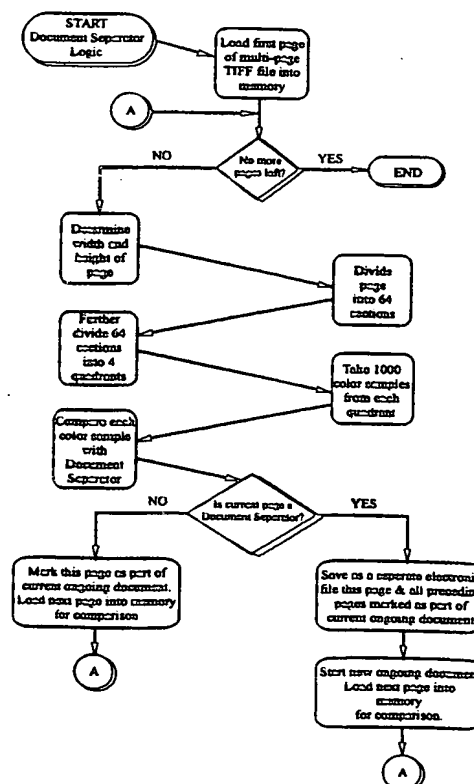 START
Document Separator
Logic
Load first page
of multi-page
TIFF file into
memory
A
NO
No more
pages left?
YES
END
Determine
width and
height of
page
Divide
page
into 64
sections
Further
divide 64
sections
into 4
quadrants
Take 1000
color samples
from each
quadrant
Compare each
color sample
with
Document
Separator
NO
Is current page a
Document Separator?
YES
Mark this page as part of
current ongoing document.
Load next page into memory
for comparison
A
Save as a separate electroni
file this page & all precedin
pages marked as part of
current ongoing document
Start new ongoing docume
Load next page into
memory
for comparison.
A